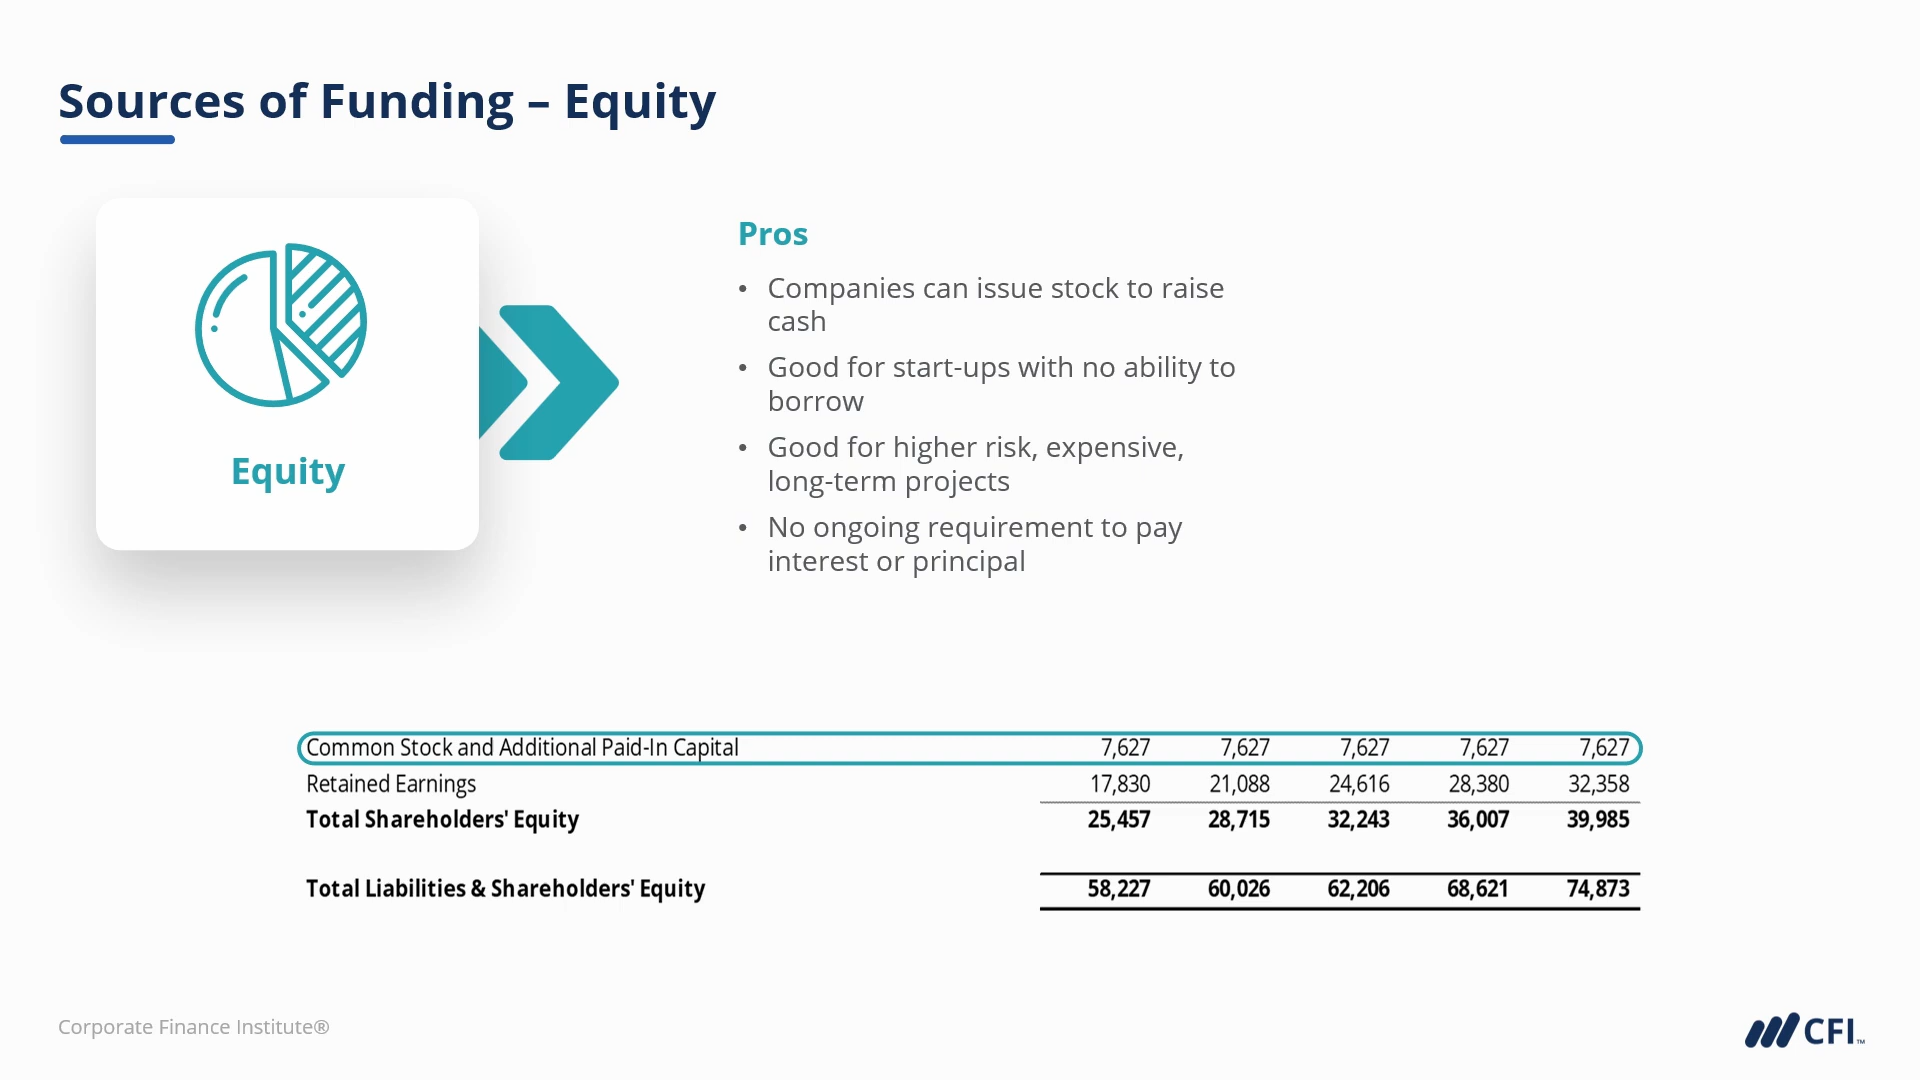 Sources of Funding – Equity
Equity
Pros
• Companies can issue stock to raise
cash
• Good for start-ups with no ability to
borrow
• Good for higher risk, expensive,
long-term projects
• No ongoing requirement to pay
interest or principal
Common Stock and Additional Paid-In Capital 7,627 7,627 7,627 7,627 7,627
Retained Earnings 17,830 21,088 24,616 28,380 32,358
Total Shareholders' Equity 25,457 28,715 32,243 36,007 39,985
Total Liabilities & Shareholders' Equity 58,227 60,026 62,206 68,621 74,873
Corporate Finance Institute®
CFI™